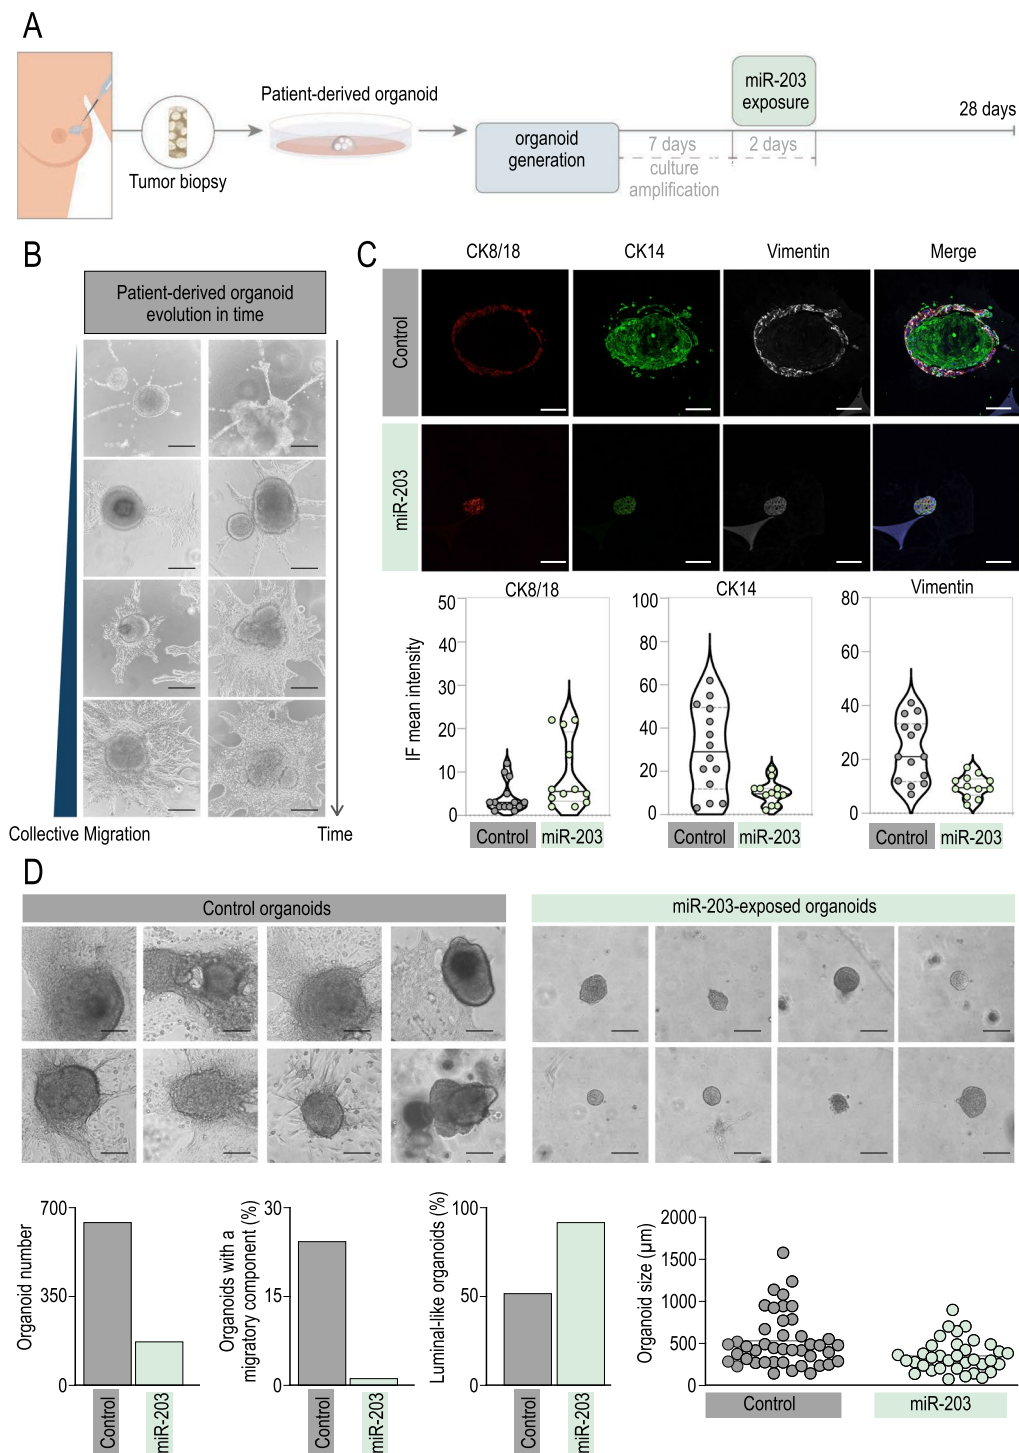 A
Patient-derived organoid
Tumor biopsy
organoid
generation
7 days
culture
amplification
miR-203
exposure
2 days
28 days
B
Patient-derived organoid
evolution in time
Collective Migration
Time
C
CK8/18
CK14
Vimentin
Merge
Control
miR-203
CK8/18
CK14
Vimentin
IF mean intensity
50
40
30
20
10
0
Control
miR-203
100
80
60
40
20
0
Control
miR-203
80
60
40
20
0
Control
miR-203
D
Control organoids
miR-203-exposed organoids
Organoid number
700
350
0
Control
miR-203
Organoids with a
migratory component (%)
30
15
0
Control
miR-203
Luminal-like organoids (%)
100
50
0
Control
miR-203
Organoid size (µm)
2000
1500
1000
500
0
Control
miR-203